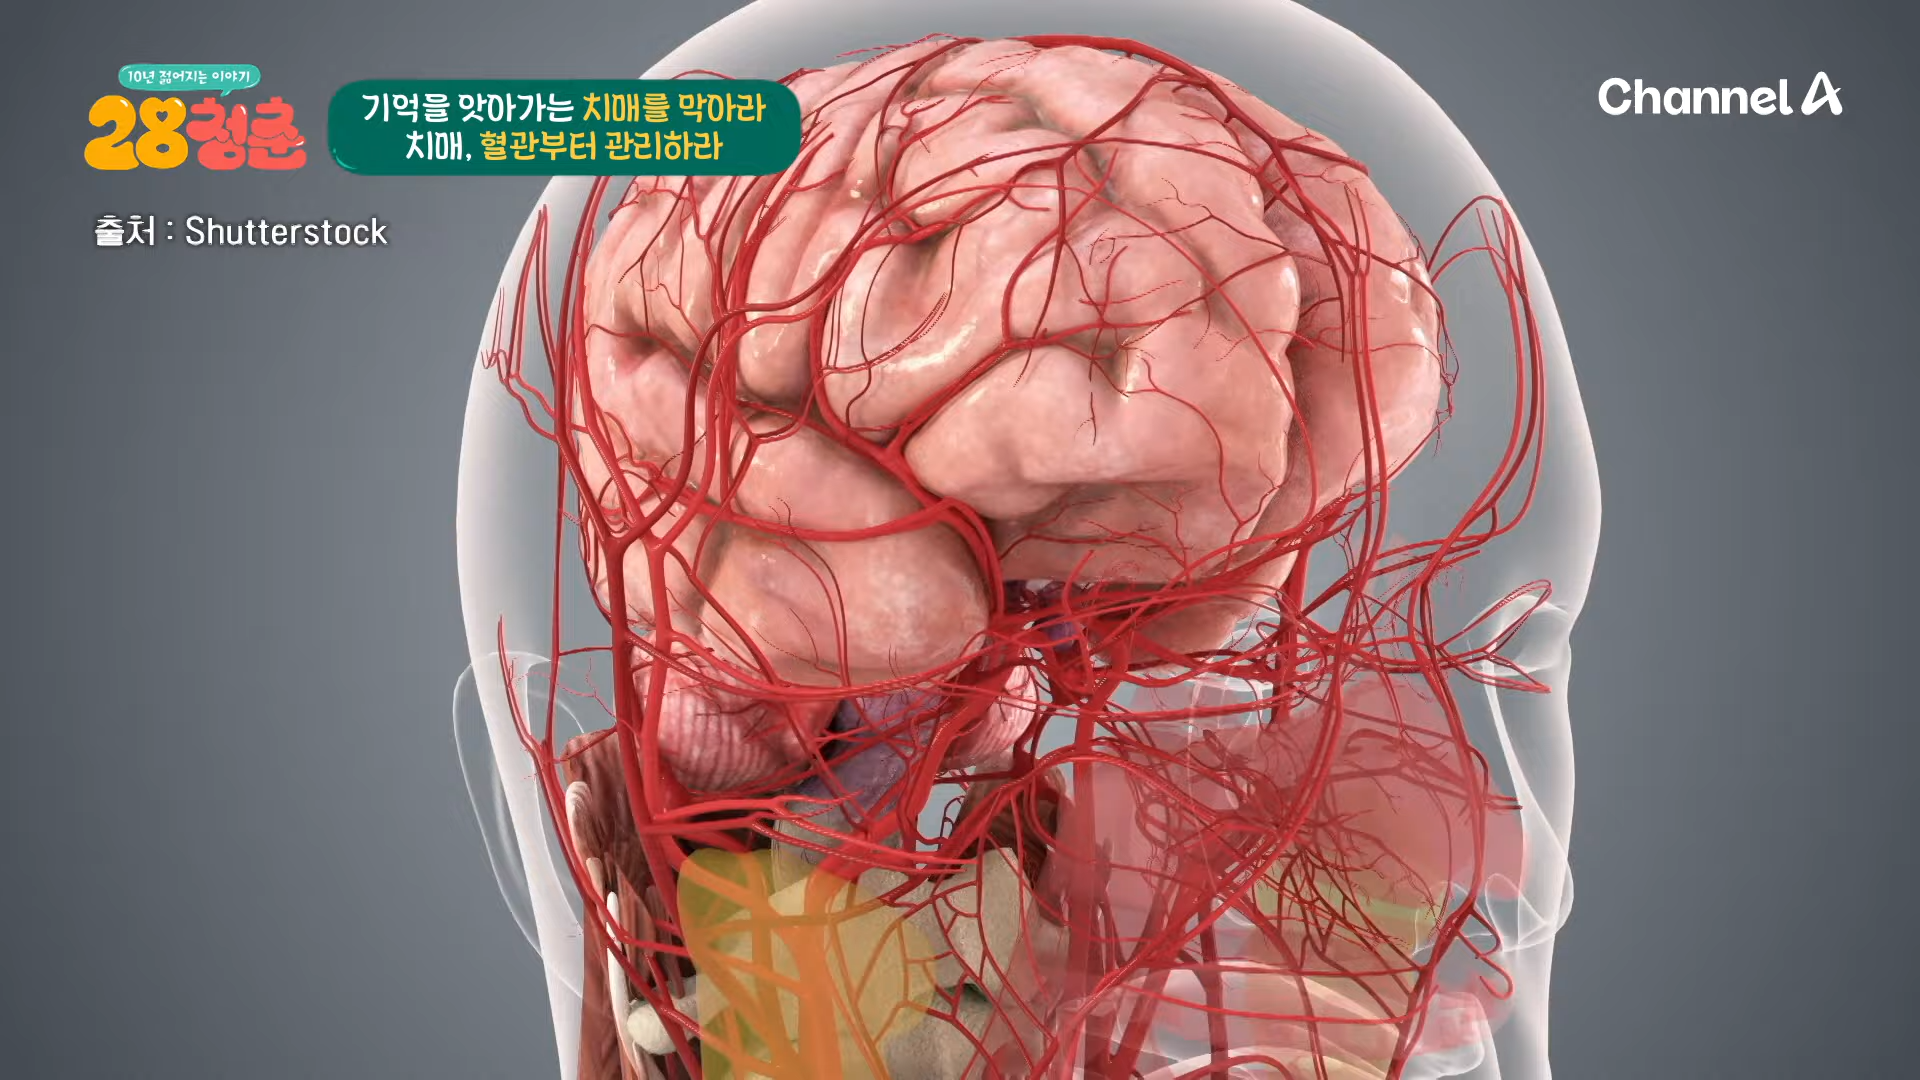 10년 젊어지는 이야기
28청춘
기억을 앗아가는 치매를 막아라
치매, 혈관부터 관리하라
Channel A
출처 : Shutterstock